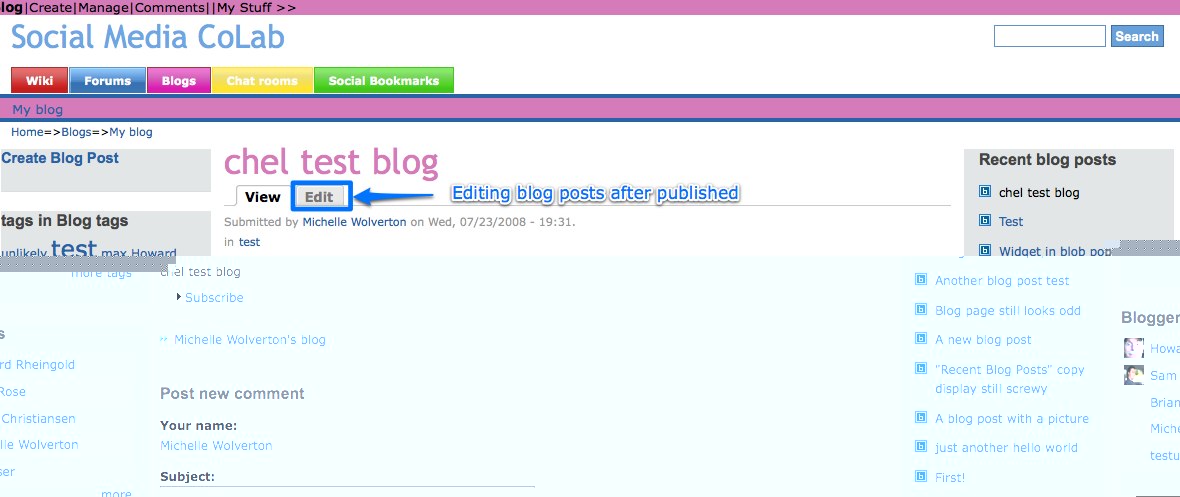 log|Create|Manage|Comments||My Stuff >>
Social Media CoLab
Search
Wiki
Forums
Blogs
Chat rooms
Social Bookmarks
My blog
Home=>Blogs=>My blog
Create Blog Post
tags in Blog tags
unlikely test max Howard
more tags
chel test blog
View
Edit
Editing blog posts after published
Submitted by Michelle Wolverton on Wed, 07/23/2008 - 19:31.
in test
chel test blog
Subscribe
›› Michelle Wolverton's blog
Post new comment
Your name:
Michelle Wolverton
Subject:
s
rd Rheingold
Rose
Christiansen
lle Wolverton
ser
more
Recent blog posts
chel test blog
Test
Widget in blob pop
Another blog post test
Blog page still looks odd
A new blog post
"Recent Blog Posts" copy
display still screwy
A blog post with a picture
just another hello world
First!
Blogger
Howa
Sam
Brian
Miche
testu